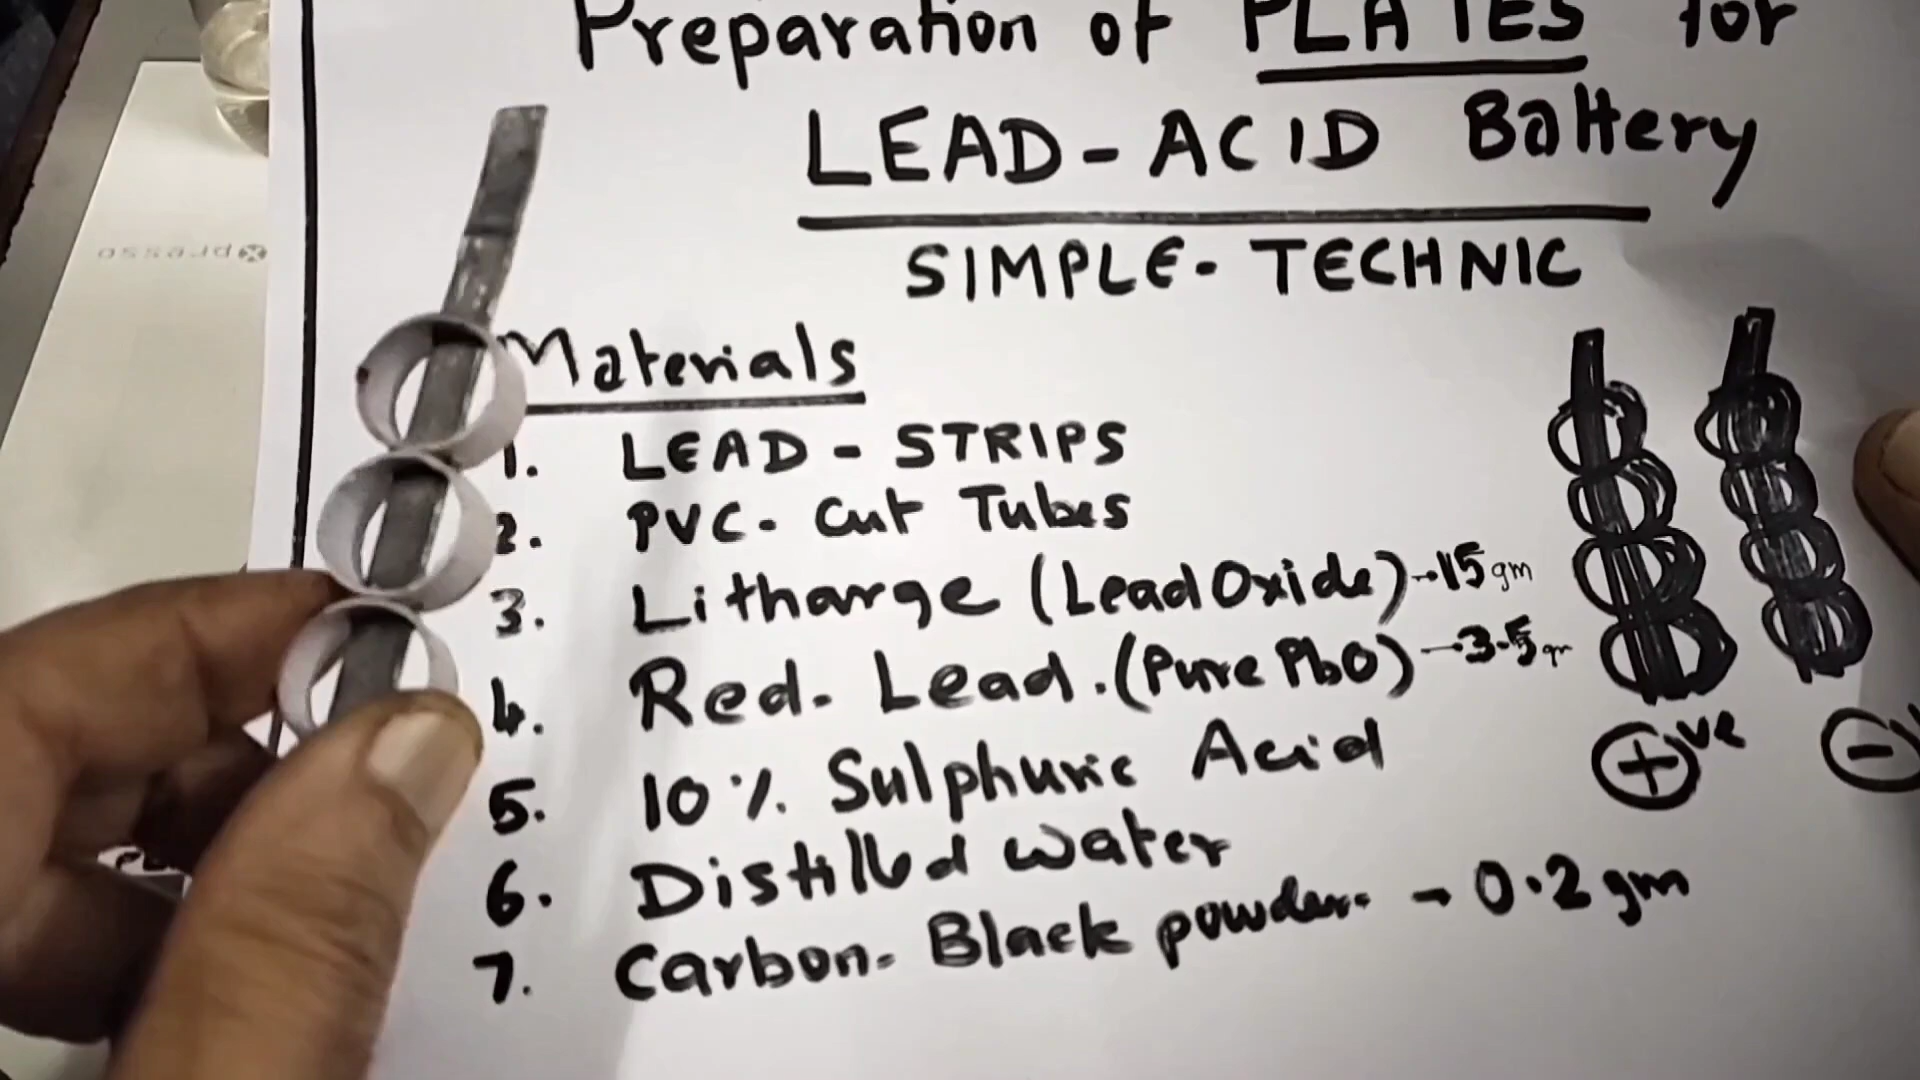 Preparation of PLATES for
LEAD-ACID Battery
SIMPLE-TECHNIC
Materials
1. LEAD-STRIPS
2. PVC-Cut Tubes
3. Litharge (Lead Oxide) → 15 gm
4. Red-Lead.(Pure PbO) → 3.5 gr
5. 10% Sulphuric Acid
6. Distilled water
7. Carbon-Black powder. → 0.2 gm
+ ve
-
xpresso